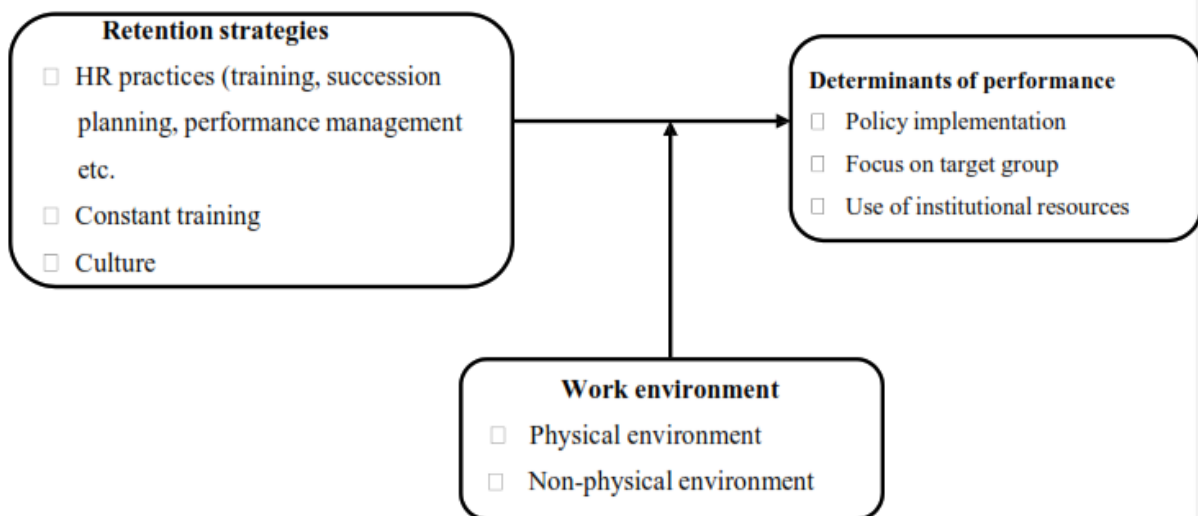 Retention strategies
HR practices (training, succession
planning, performance management
etc.
Constant training
Culture
Determinants of performance
Policy implementation
Focus on target group
Use of institutional resources
Work environment
Physical environment
Non-physical environment